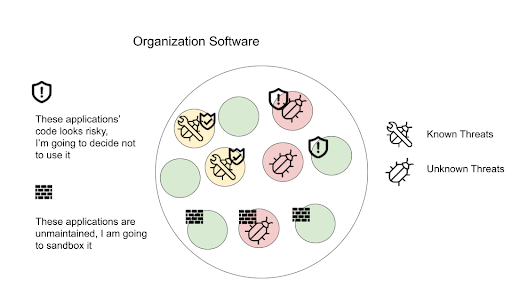 Organization Software
These applications'
code looks risky,
I'm going to decide not
to use it
Known Threats
Unknown Threats
These applications are
unmaintained, I am going
to sandbox it